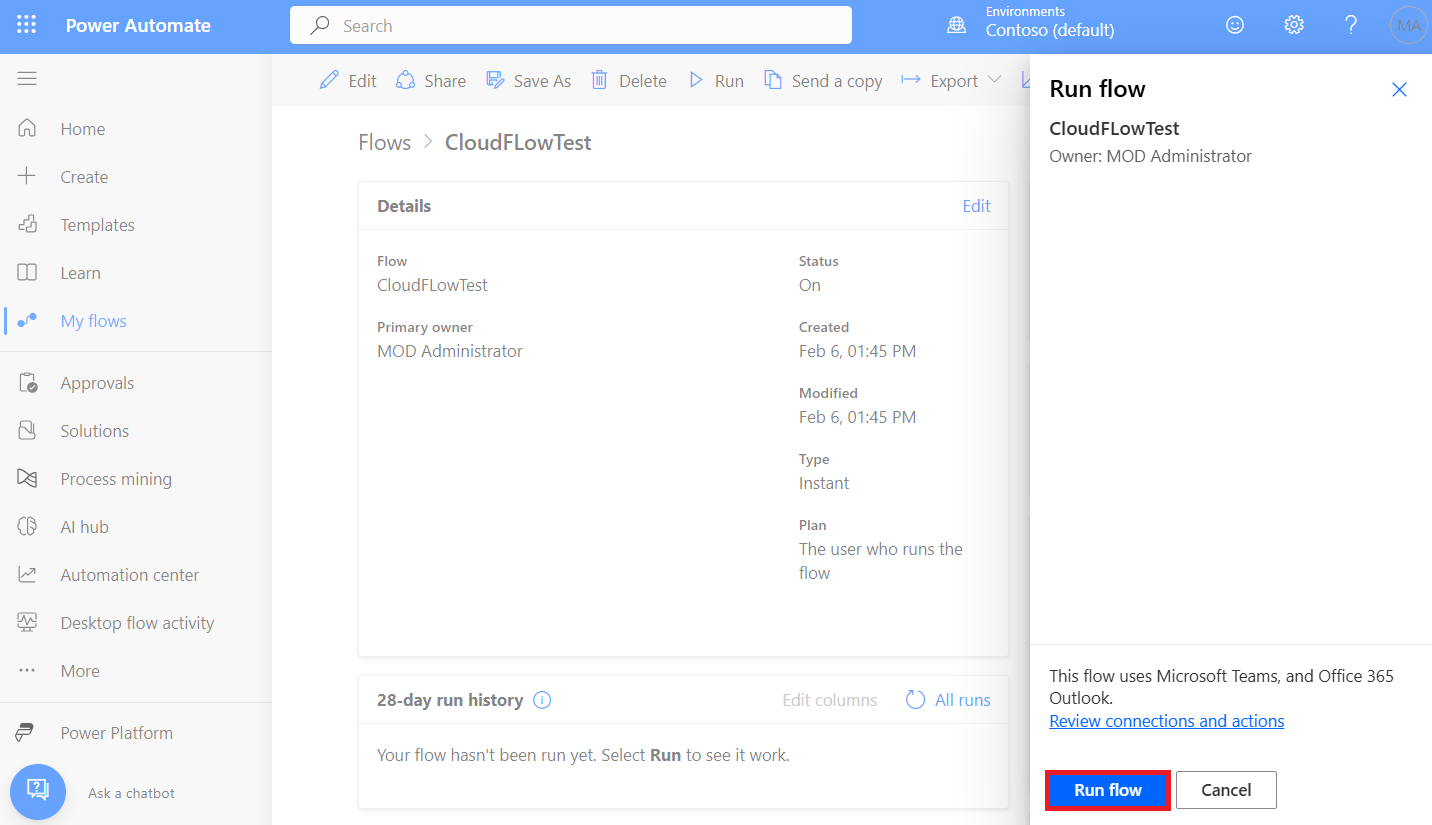 Power Automate
Search
Environments
Contoso (default)
MA
Edit
Share
Save As
Delete
Run
Send a copy
Export
Home
Create
Templates
Learn
My flows
Approvals
Solutions
Process mining
AI hub
Automation center
Desktop flow activity
More
Power Platform
Ask a chatbot
Flows > CloudFLowTest
Details
Edit
Flow
CloudFLowTest
Primary owner
MOD Administrator
Status
On
Created
Feb 6, 01:45 PM
Modified
Feb 6, 01:45 PM
Type
Instant
Plan
The user who runs the
flow
28-day run history
Edit columns
All runs
Your flow hasn't been run yet. Select Run to see it work.
Run flow
CloudFLowTest
Owner: MOD Administrator
This flow uses Microsoft Teams, and Office 365
Outlook.
Review connections and actions
Run flow
Cancel